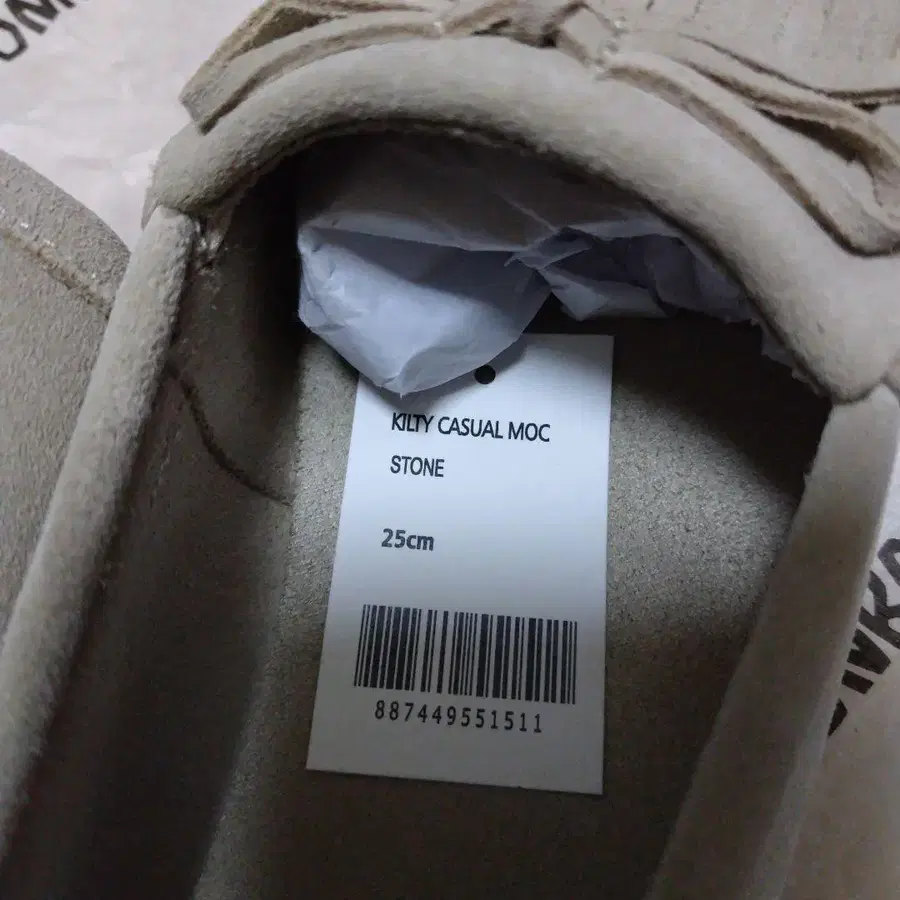 KILTY CASUAL MOC
STONE
25cm
887449551511